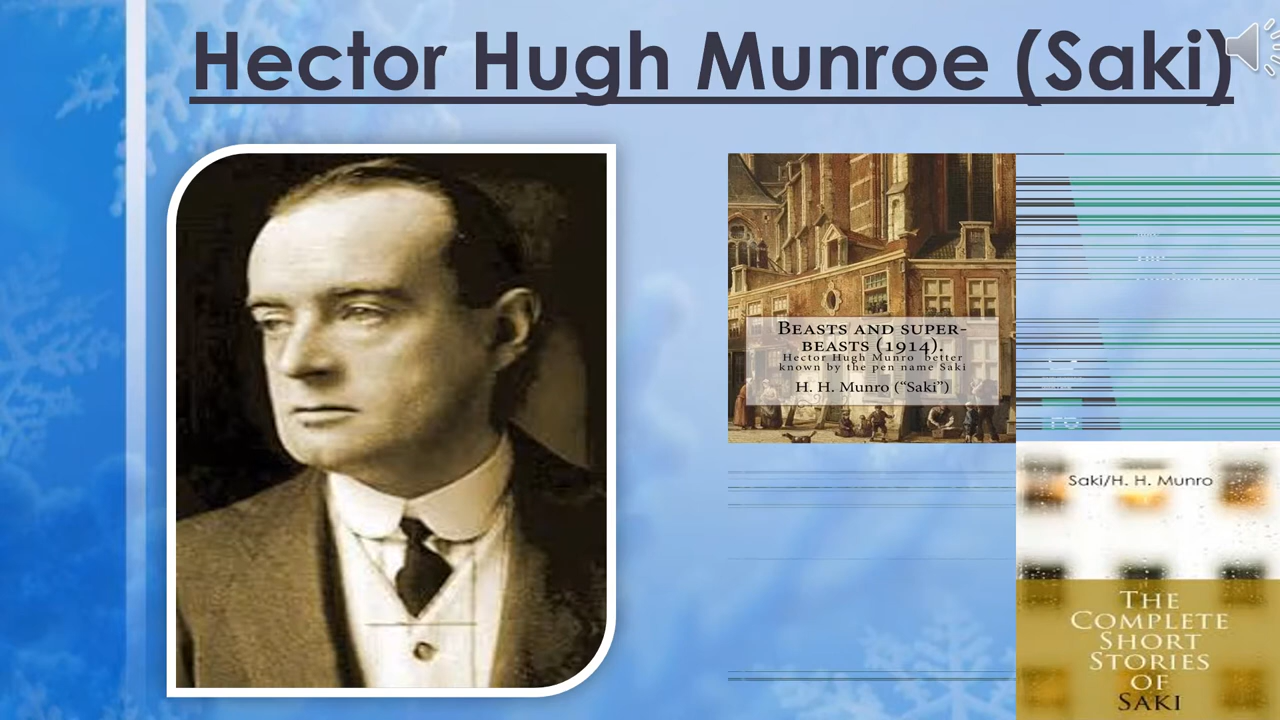 Hector Hugh Munroe (Saki)
BEASTS AND SUPER-
BEASTS (1914).
Hector Hugh Munro better
known by the pen name Saki
H. H. Munro (“Saki”)
Saki/H. H. Munro
THE
COMPLETE
SHORT
STORIES
OF
SAKI